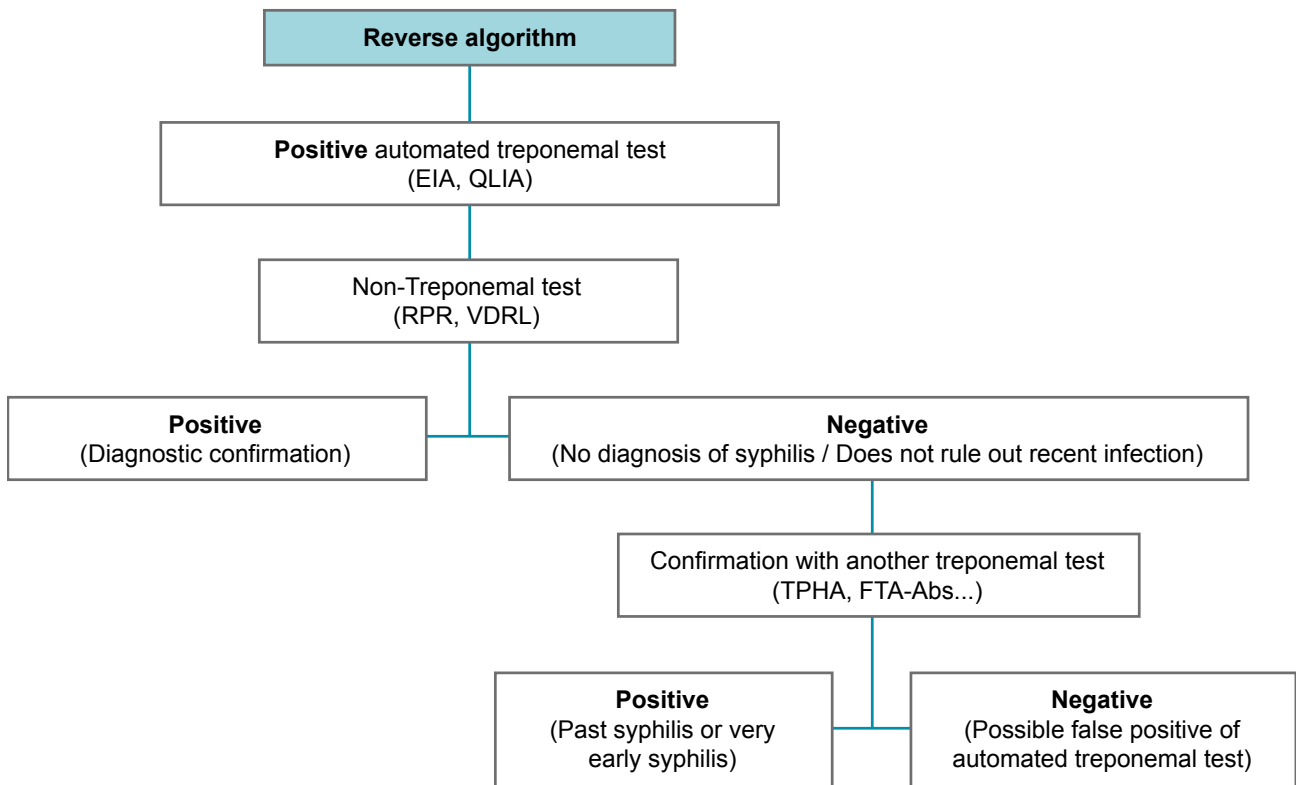 Reverse algorithm
Positive automated treponemal test
(EIA, QLIA)
Non-Treponemal test
(RPR, VDRL)
Positive
(Diagnostic confirmation)
Negative
(No diagnosis of syphilis / Does not rule out recent infection)
Confirmation with another treponemal test
(TPHA, FTA-Abs...)
Positive
(Past syphilis or very
early syphilis)
Negative
(Possible false positive of
automated treponemal test)